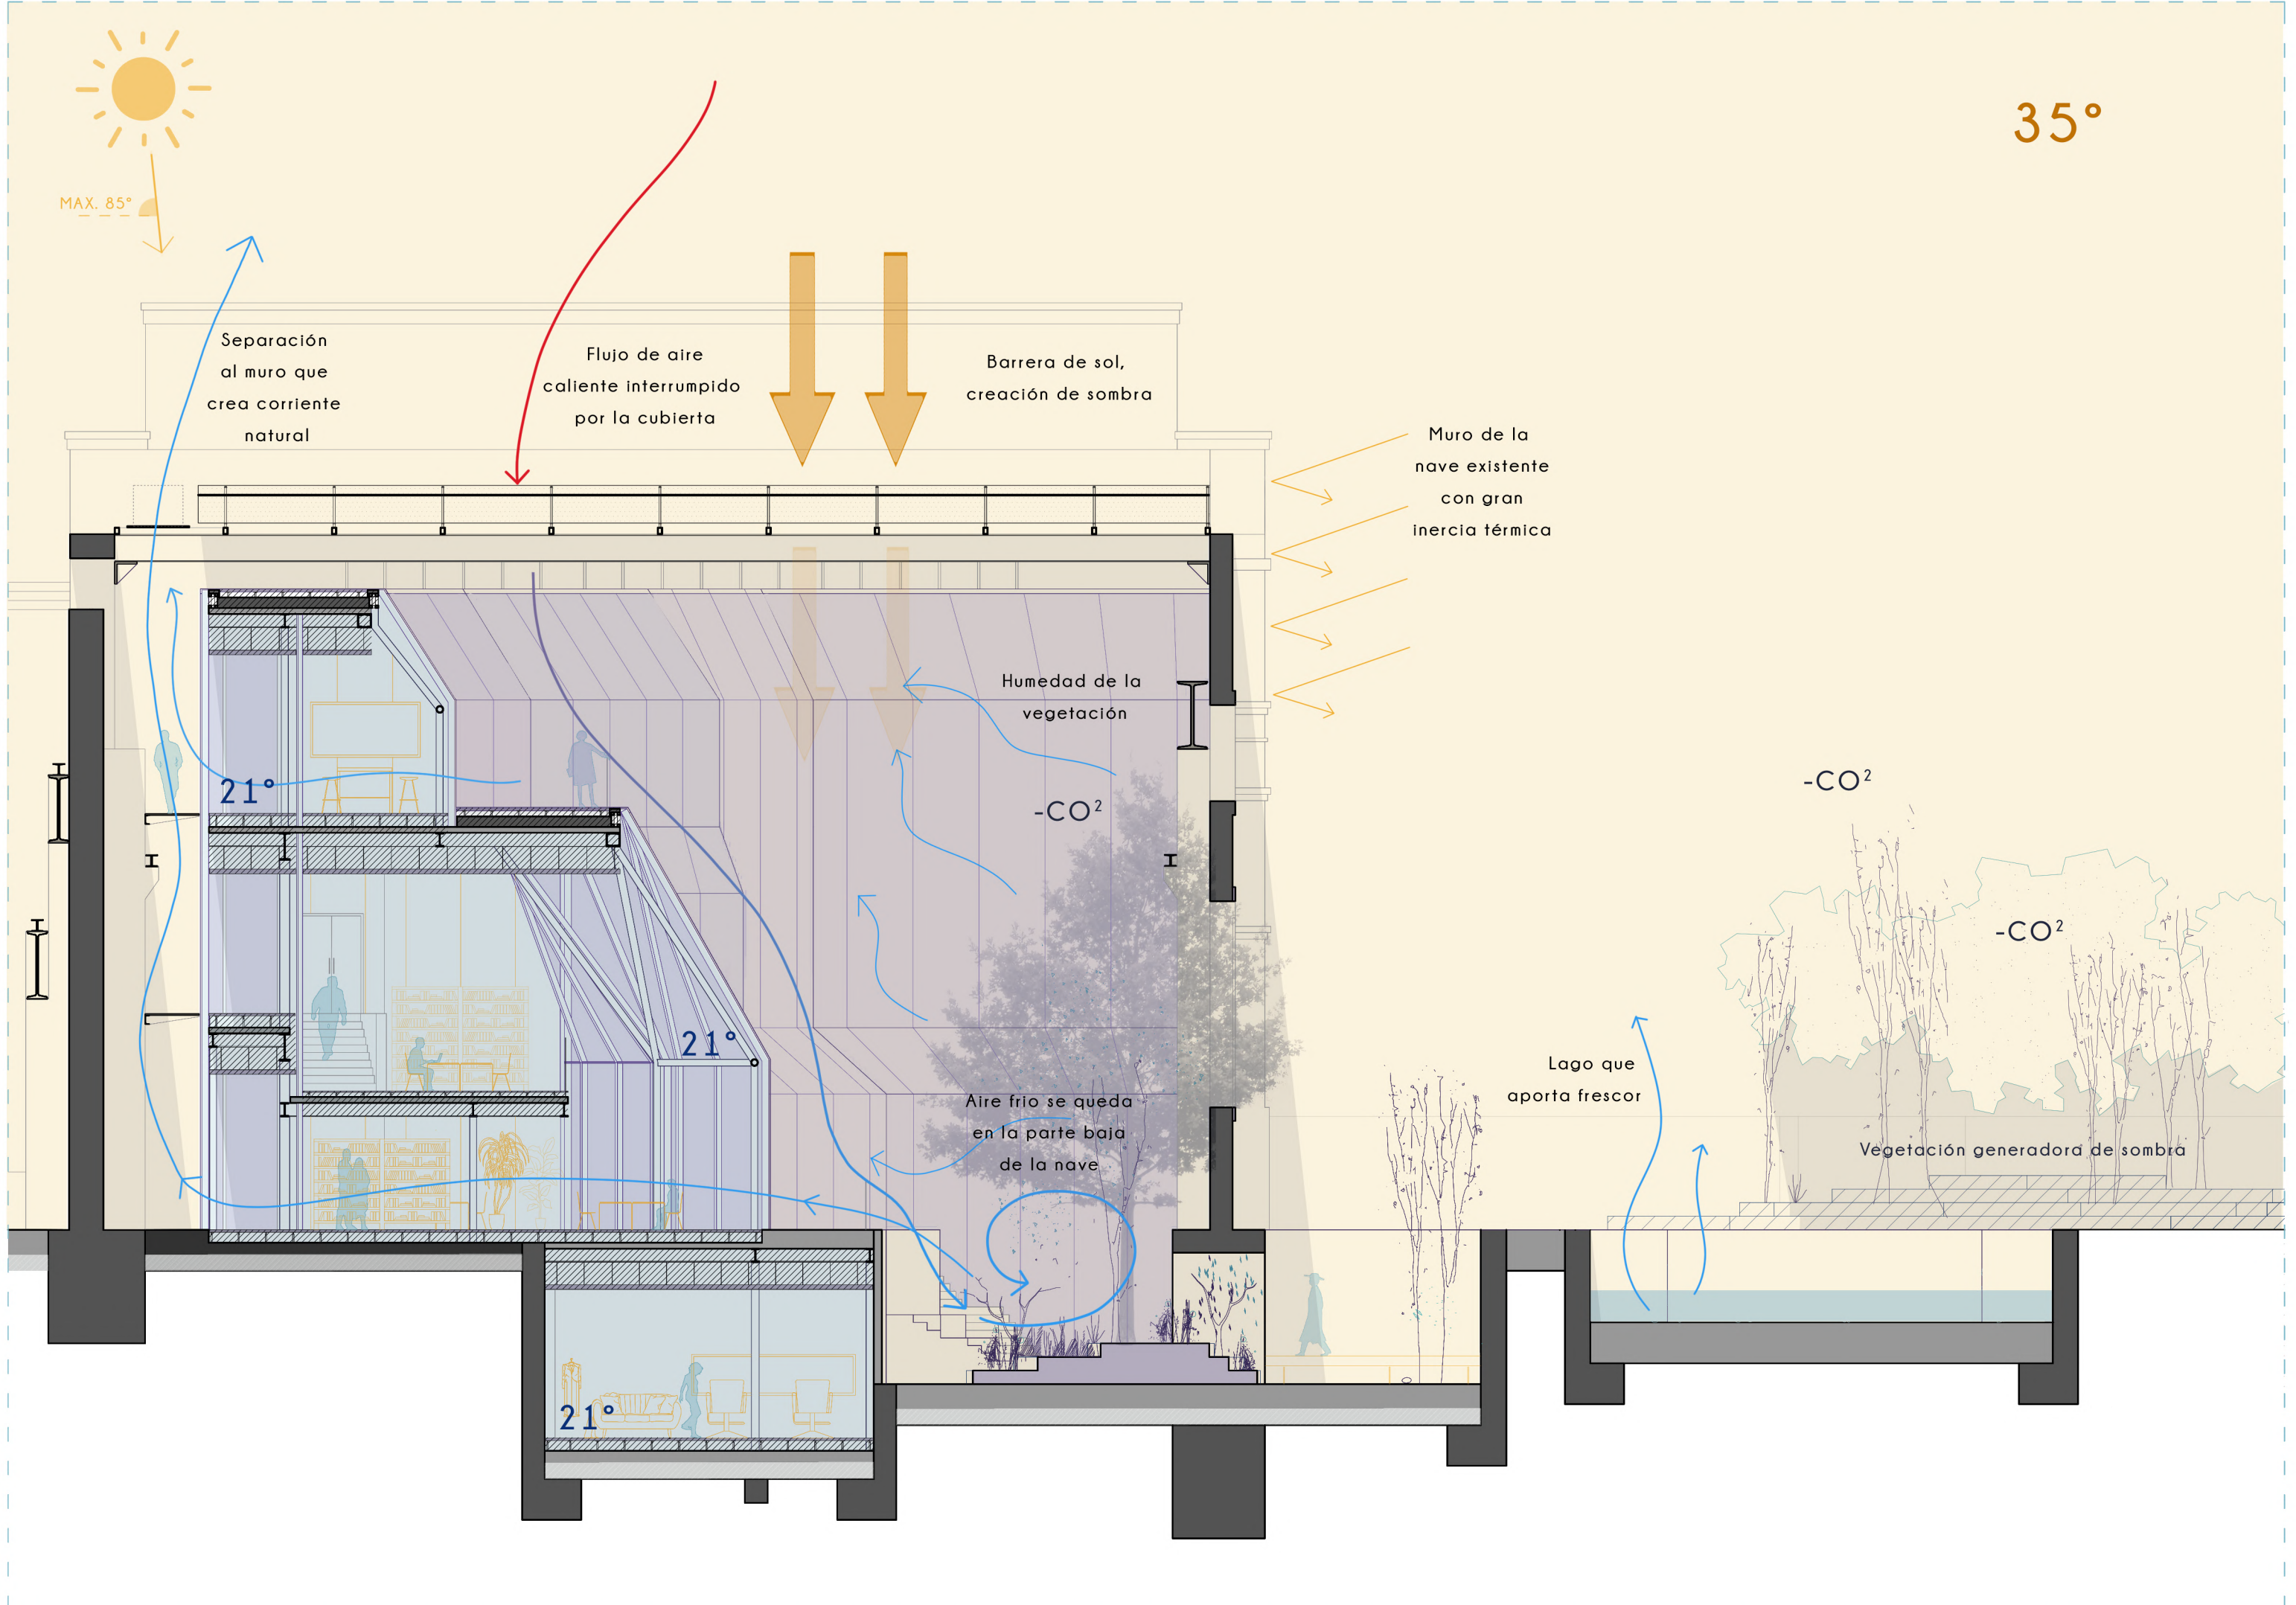 35°
MAX. 85°
Separación
al muro que
crea corriente
natural
Flujo de aire
caliente interrumpido
por la cubierta
Barrera de sol,
creación de sombra
Muro de la
nave existente
con gran
inercia térmica
Humedad de la
vegetación
21°
-CO²
-CO²
-CO²
21°
Lago que
aporta frescor
Aire frio se queda
en la parte baja
de la nave
Vegetación generadora de sombra
21°